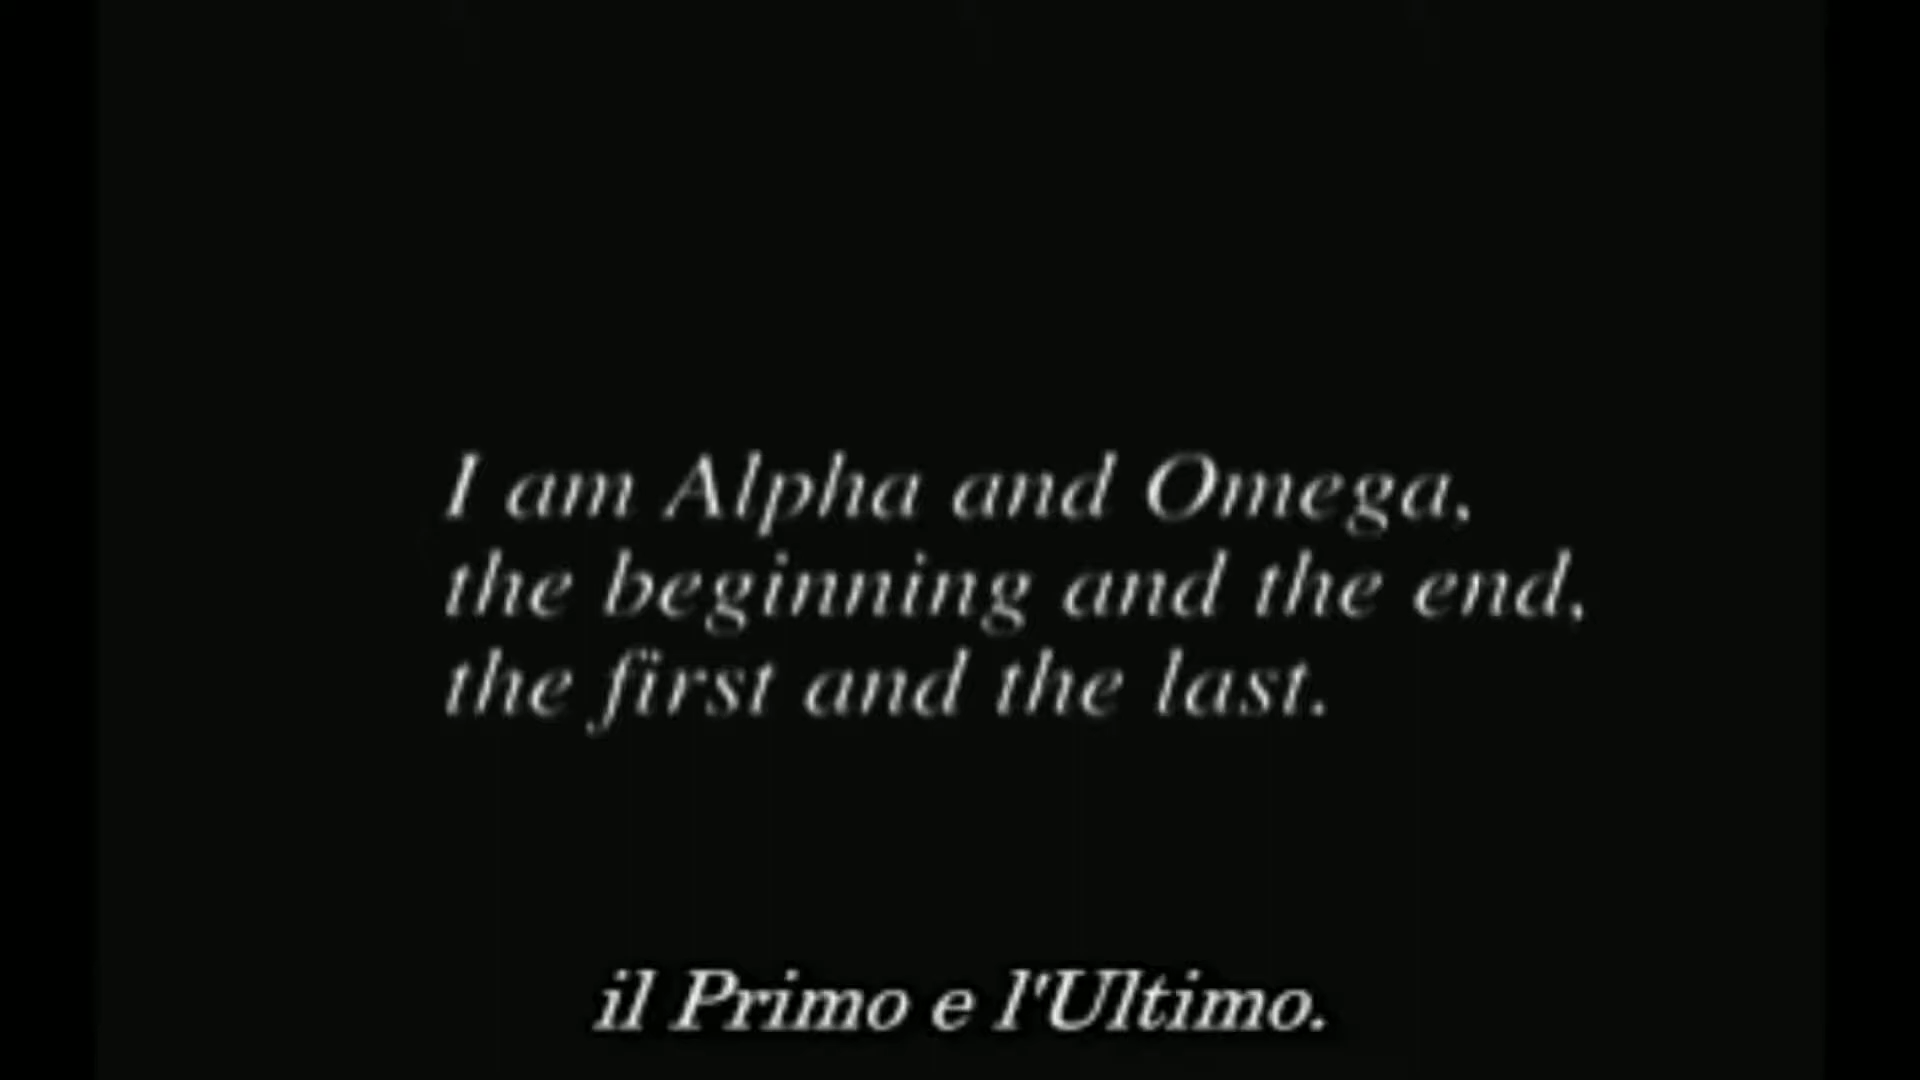 I am Alpha and Omega,
the beginning and the end,
the first and the last.
il Primo e l'Ultimo.